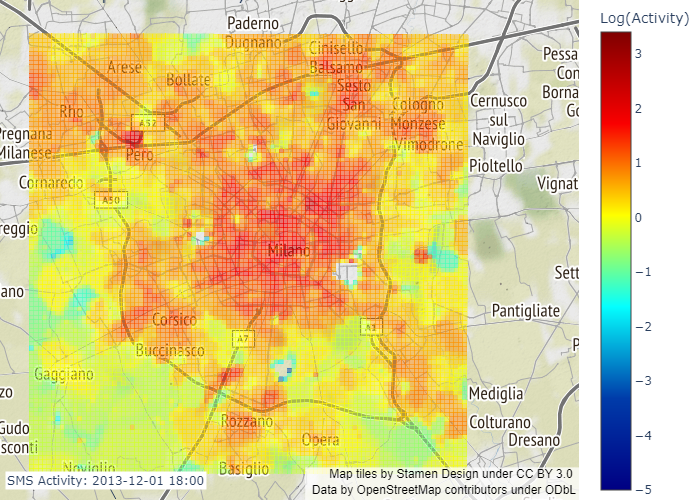 Log(Activity)
Paderno
Dugnano
Cinisello
Balsamo
Pessa
Con
Borna
Go
Arese
Bollate
Sesto
San
Giovanni
Cologno
Monzese
Cernusco
sul
Naviglio
Rho
A52
Pregnana
Milanese
Pero
Vimodrone
Pioltello
Cornaredo
A50
Vignat
reggio
Milano
Sett
ano
Pantigliate
Corsico
A7
A1
Buccinasco
P
Gaggiano
zo
Mediglia
Rozzano
Colturano
Gudo
sconti
Opera
Dresano
Noviglio
Basiglio
SMS Activity: 2013-12-01 18:00
Map tiles by Stamen Design under CC BY 3.0
Data by OpenStreetMap contributors under ODbL
3
2
1
0
−1
−2
−3
−4
−5